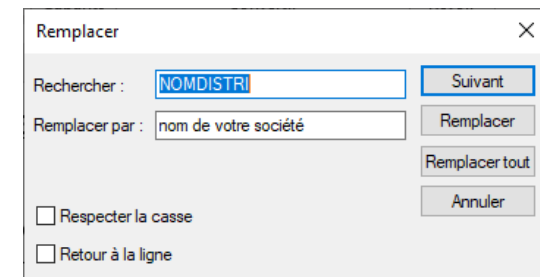 Remplacer
Rechercher : NOMDISTRI Suivant
Remplacer par : nom de votre société Remplacer
Remplacer tout
Annuler
Respecter la casse
Retour à la ligne